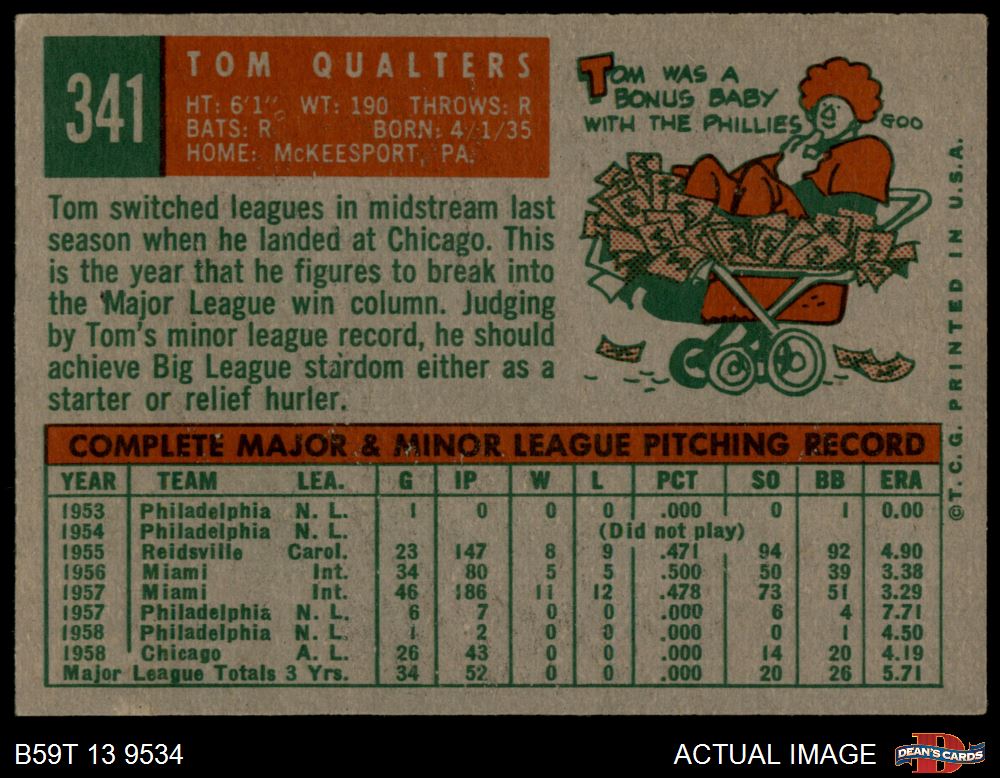 341
TOM QUALTERS
HT: 6'1" WT: 190 THROWS: R
BATS: R BORN: 4/1/35
HOME: McKEESPORT, PA.
TOM WAS A
BONUS BABY
WITH THE PHILLIES
GOO
Tom switched leagues in midstream last
season when he landed at Chicago. This
is the year that he figures to break into
the Major League win column. Judging
by Tom's minor league record, he should
achieve Big League stardom either as a
starter or relief hurler.
COMPLETE MAJOR & MINOR LEAGUE PITCHING RECORD
YEAR TEAM LEA. G IP W L PCT SO BB ERA
1953 Philadelphia N. L. 1 0 0 0 .000 0 1 0.00
1954 Philadelphia N. L. (Did not play)
1955 Reidsville Carol. 23 147 8 9 .471 94 92 4.90
1956 Miami Int. 34 80 5 5 .500 50 39 3.38
1957 Miami Int. 46 186 11 12 .478 73 51 3.29
1957 Philadelphia N. L. 6 7 0 0 .000 6 4 7.71
1958 Philadelphia N. L. 1 2 0 0 .000 0 1 4.50
1958 Chicago A. L. 26 43 0 0 .000 14 20 4.19
Major League Totals 3 Yrs. 34 52 0 0 .000 20 26 5.71
©T. C. G. PRINTED IN U.S.A.
B59T 13 9534
ACTUAL IMAGE
D
DEAN'S CARDS